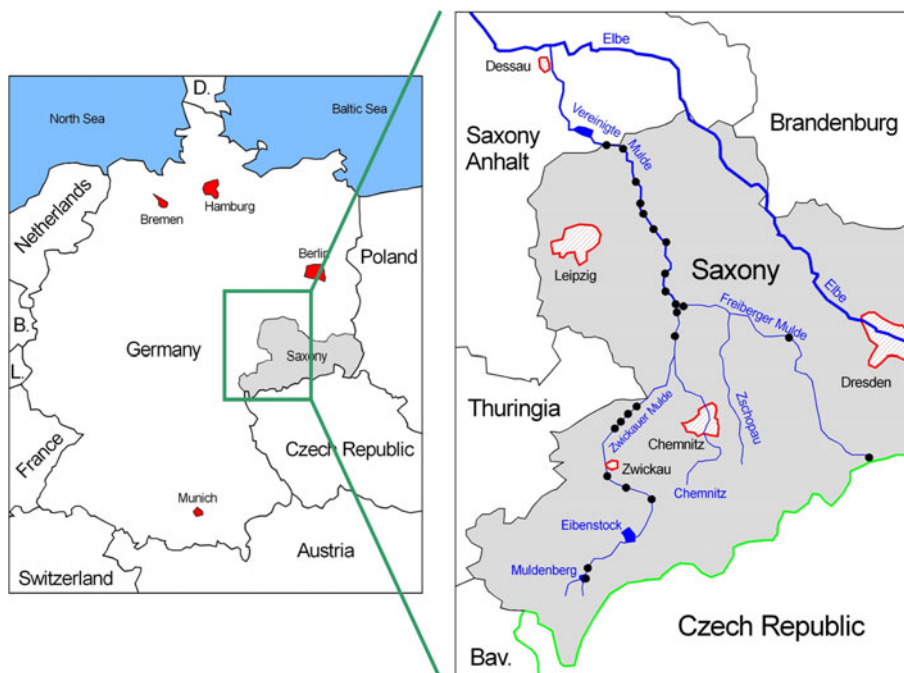 D.
North Sea
Baltic Sea
Netherlands
Bremen
Hamburg
Berlin
Poland
B.
L.
Germany
Saxony
France
Czech Republic
Munich
Austria
Switzerland
Elbe
Dessau
Vereinigte
Mulde
Saxony
Anhalt
Brandenburg
Leipzig
Saxony
Elbe
Freiberger Mulde
Dresden
Thuringia
Zwickauer Mulde
Chemnitz
Zschopau
Zwickau
Chemnitz
Eibenstock
Muldenberg
Czech Republic
Bav.